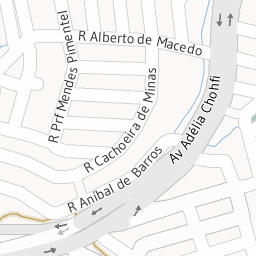 R Alberto de Macedo
R Prf Mendes Pimentel
R Cachoeira de Minas
Av Adélia Chohfi
R Aníbal de Barros